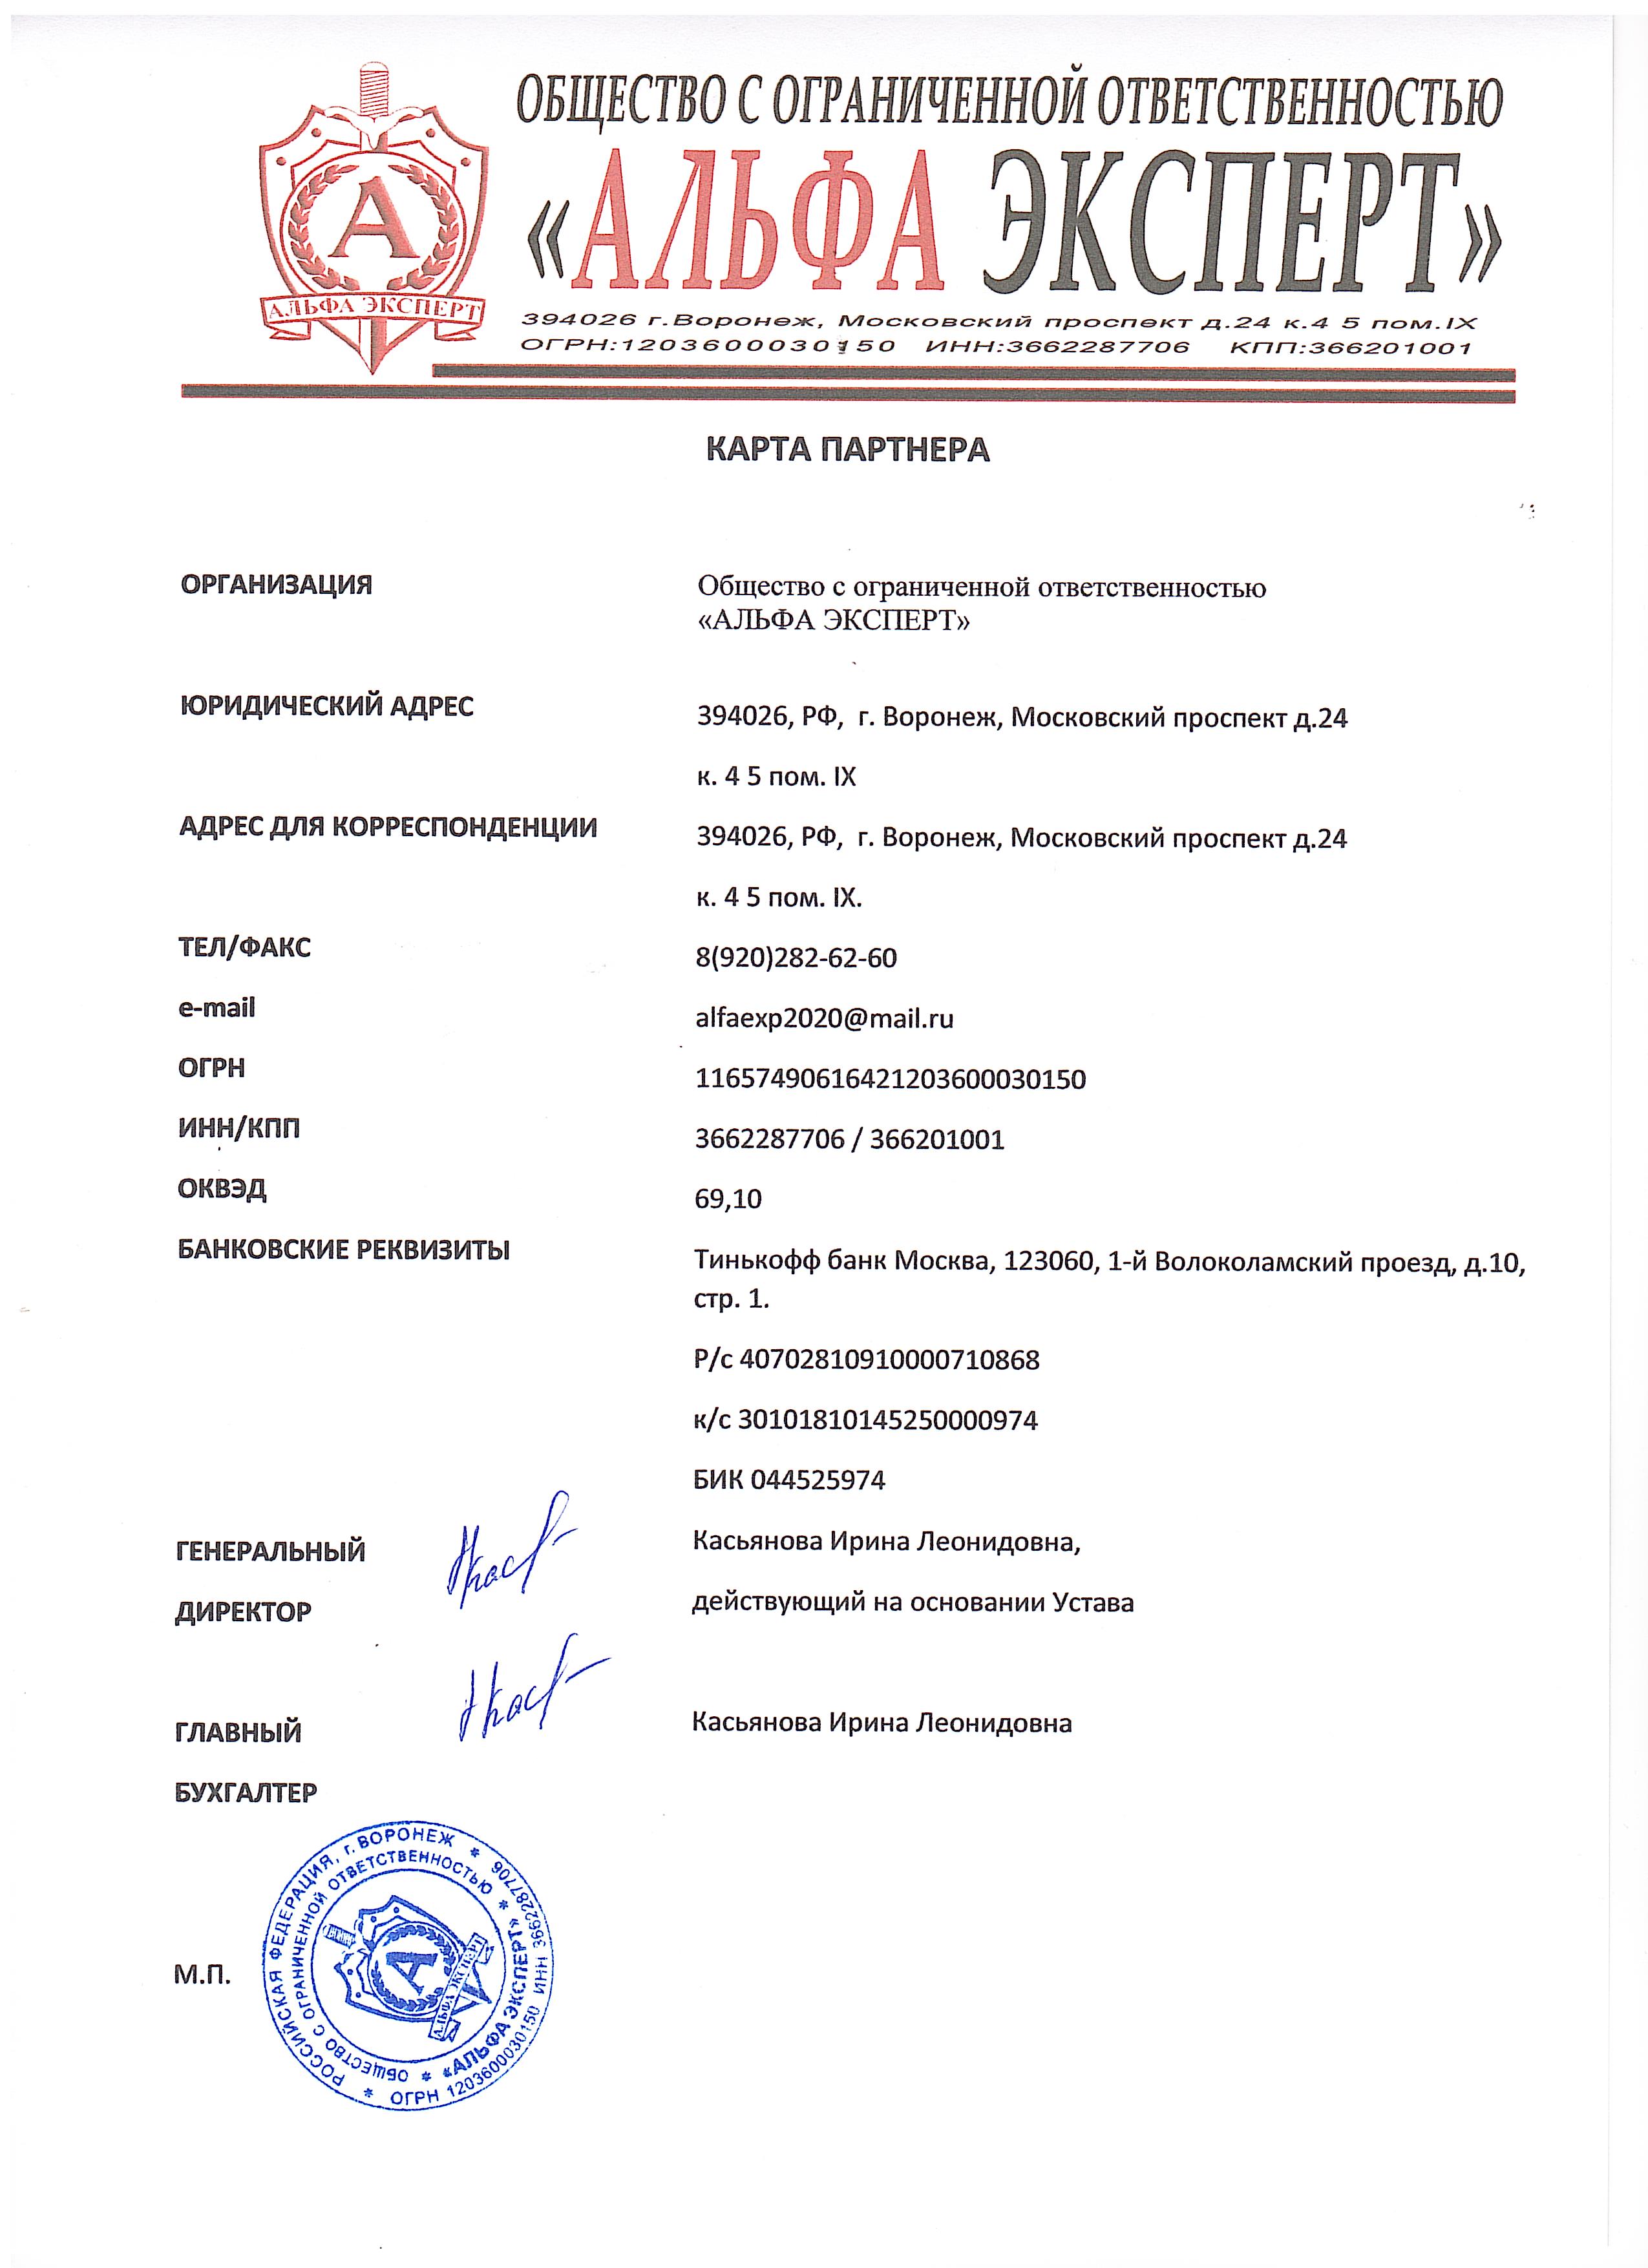 ОБЩЕСТВО С ОГРАНИЧЕННОЙ ОТВЕТСТВЕННОСТЬЮ
«АЛЬФА ЭКСПЕРТ»
А
АЛЬФА ЭКСПЕРТ
394026 г.Воронеж, Московский проспект д.24 к.4 5 пом.IX
ОГРН:1203600030150 ИНН:3662287706 КПП:366201001
КАРТА ПАРТНЕРА
ОРГАНИЗАЦИЯ
Общество с ограниченной ответственностью
«АЛЬФА ЭКСПЕРТ»
ЮРИДИЧЕСКИЙ АДРЕС
394026, РФ, г. Воронеж, Московский проспект д.24
к. 4 5 пом. IX
АДРЕС ДЛЯ КОРРЕСПОНДЕНЦИИ
394026, РФ, г. Воронеж, Московский проспект д.24
к. 4 5 пом. IX.
ТЕЛ/ФАКС
8(920)282-62-60
e-mail
alfaexp2020@mail.ru
ОГРН
11657490616421203600030150
ИНН/КПП
3662287706 / 366201001
ОКВЭД
69,10
БАНКОВСКИЕ РЕКВИЗИТЫ
Тинькофф банк Москва, 123060, 1-й Волоколамский проезд, д.10,
стр. 1.
Р/с 40702810910000710868
к/с 30101810145250000974
БИК 044525974
ГЕНЕРАЛЬНЫЙ
ДИРЕКТОР
Касьянова Ирина Леонидовна,
действующий на основании Устава
ГЛАВНЫЙ
БУХГАЛТЕР
Касьянова Ирина Леонидовна
М.П.
РОССИЙСКАЯ ФЕДЕРАЦИЯ, г. ВОРОНЕЖ * ИНН 3662287706
* ОГРН 1203600030150
ОБЩЕСТВО С ОГРАНИЧЕННОЙ ОТВЕТСТВЕННОСТЬЮ *
* «АЛЬФА ЭКСПЕРТ»
А
АЛЬФА ЭКСПЕРТ